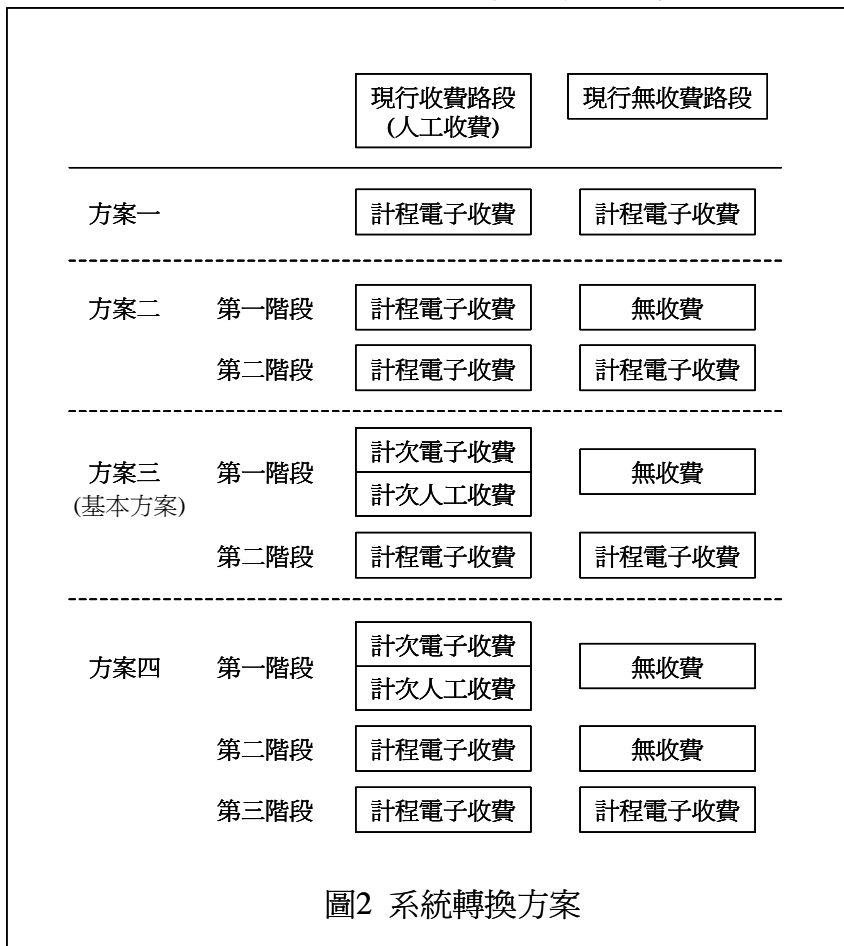 現行收費路段 現行無收費路段
(人工收費)
方案一 計程電子收費 計程電子收費
方案二 第一階段 計程電子收費 無收費
第二階段 計程電子收費 計程電子收費
計次電子收費
方案三 第一階段 無收費
計次人工收費
(基本方案)
第二階段 計程電子收費 計程電子收費
計次電子收費
方案四 第一階段 無收費
計次人工收費
第二階段 計程電子收費 無收費
第三階段 計程電子收費 計程電子收費
圖2 系統轉換方案